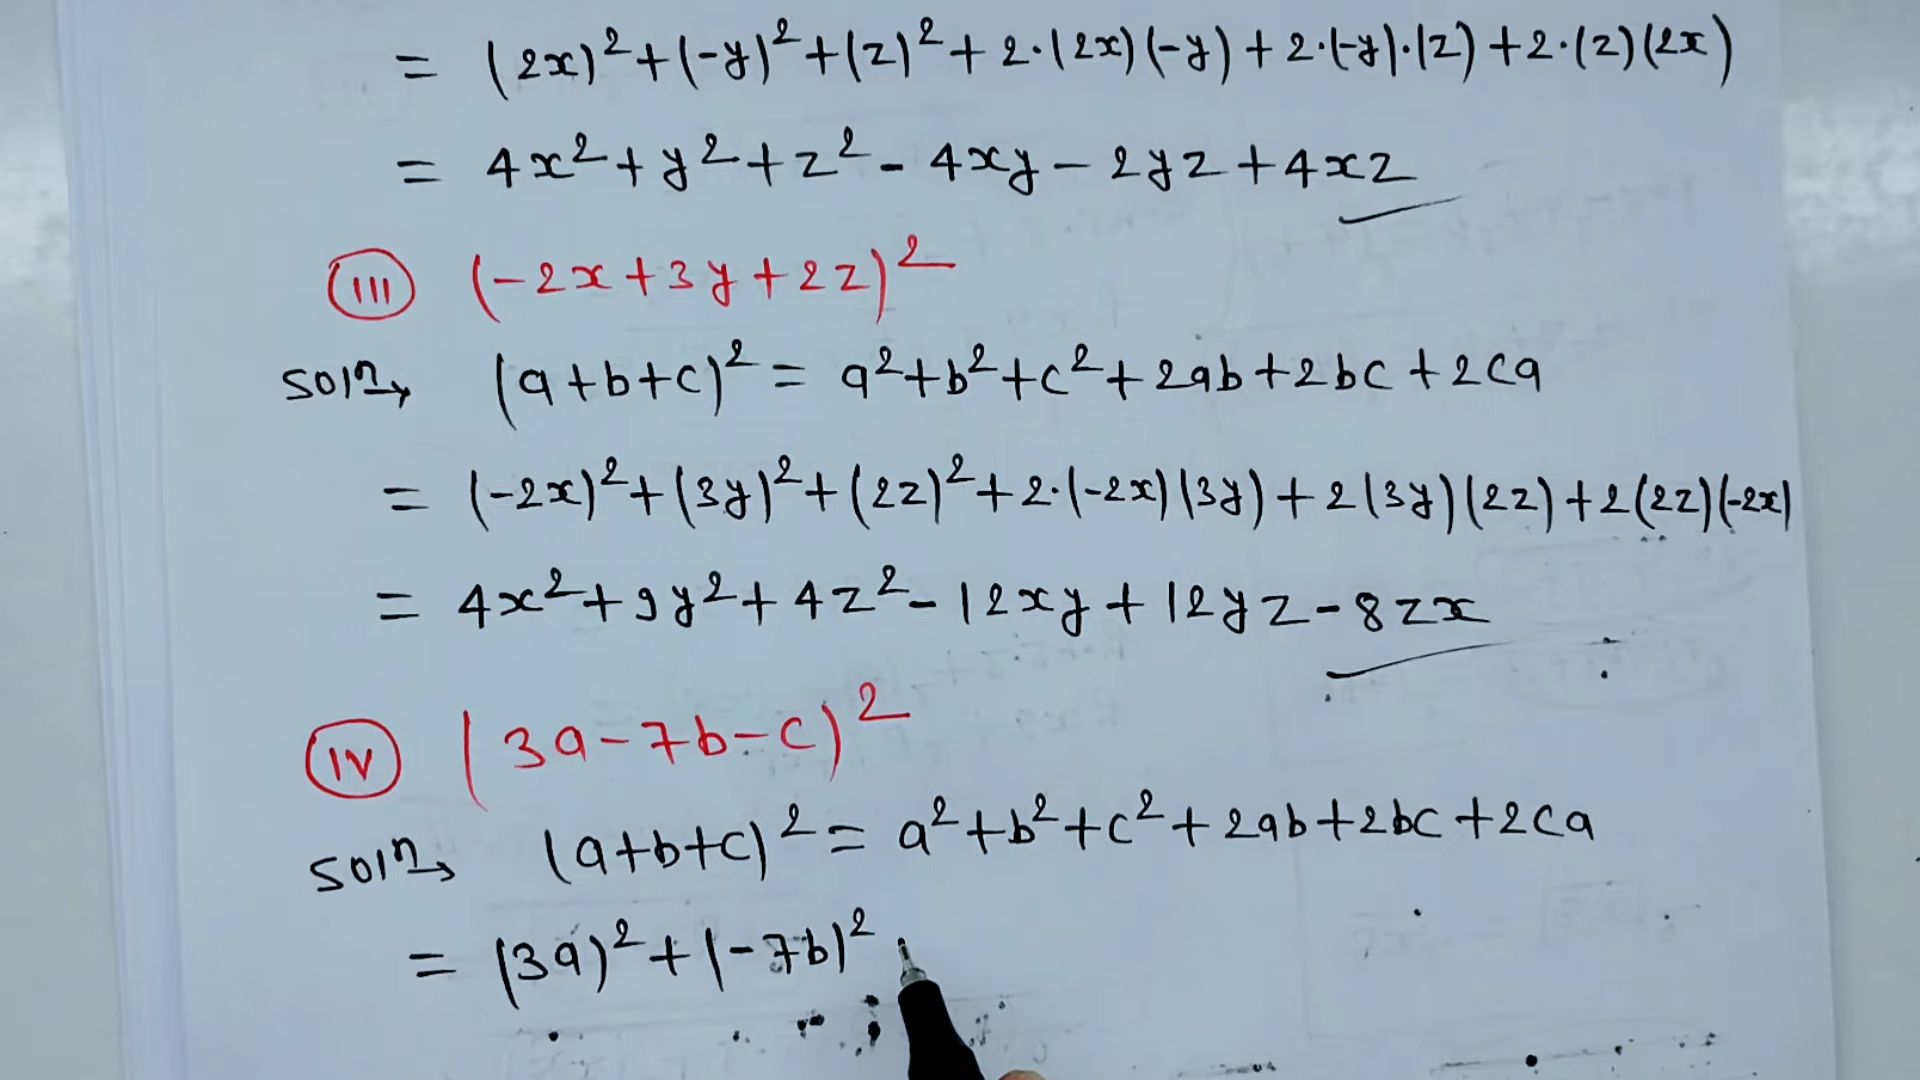 = (2x)²+(-y)²+(z)²+2·(2x)(-y)+2·(-y)·(z)+2·(z)(2x)
= 4x²+y²+z²-4xy-2yz+4xz
(iii) (-2x+3y+2z)²
Soln→ (a+b+c)²= a²+b²+c²+2ab+2bc+2ca
= (-2x)²+(3y)²+(2z)²+2·(-2x)(3y)+2(3y)(2z)+2(2z)(-2x)
= 4x²+9y²+4z²-12xy+12yz-8zx
(iv) (3a-7b-c)²
Soln→ (a+b+c)²= a²+b²+c²+2ab+2bc+2ca
= (3a)²+(-7b)²